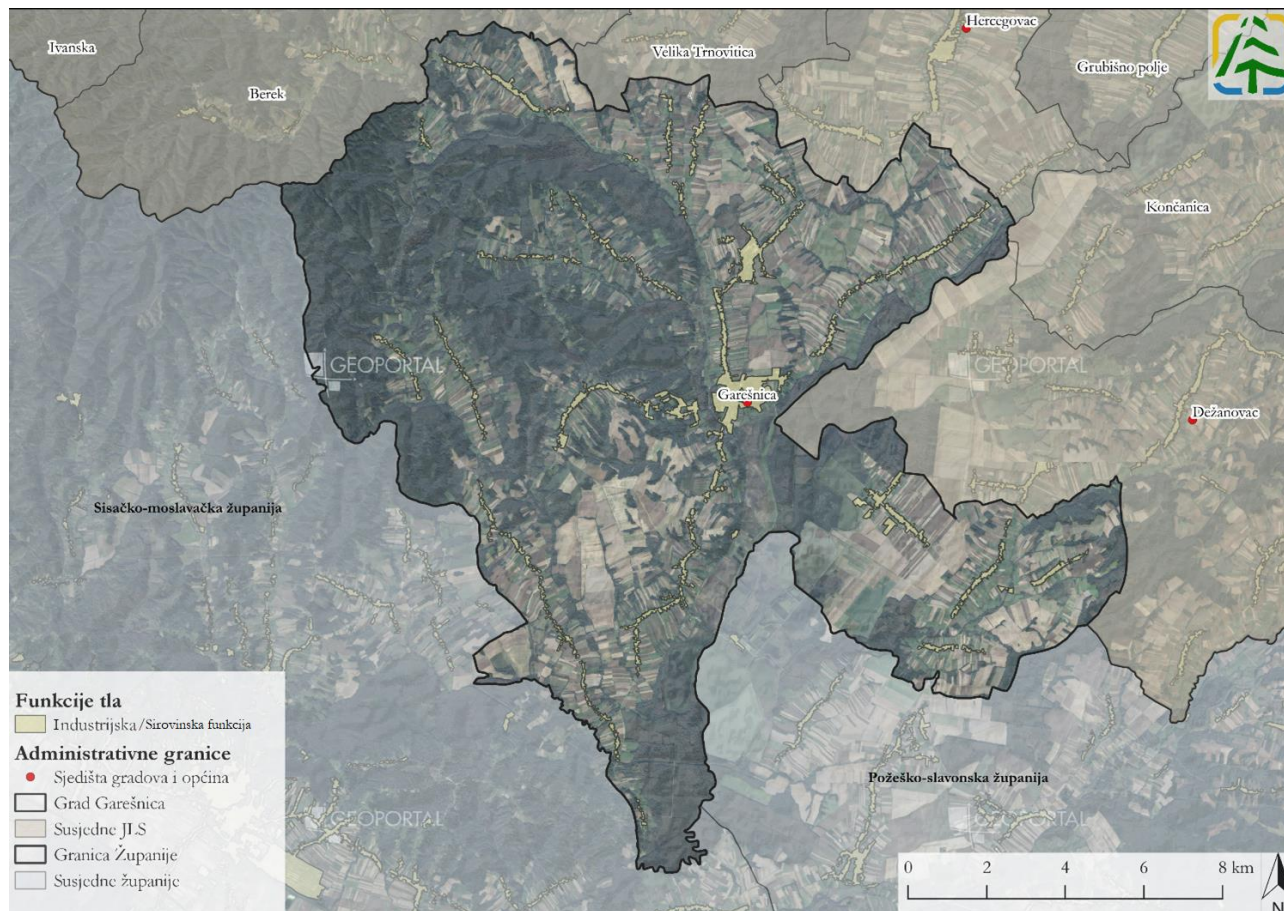 Ivanska
Berek
Velika Trnovitica
Hercegovac
Grubišno polje
Končanica
GEOPORTAL
GEOPORTAL
Garešnica
Dežanovac
Sisačko-moslavačka županija
Požeško-slavonska županija
GEOPORTAL
GEOPORTAL
Funkcije tla
Industrijska/Sirovinska funkcija
Administrativne granice
Sjedišta gradova i općina
Grad Garešnica
Susjedne JLS
Granica Županije
Susjedne županije
0 2 4 6 8 km
N